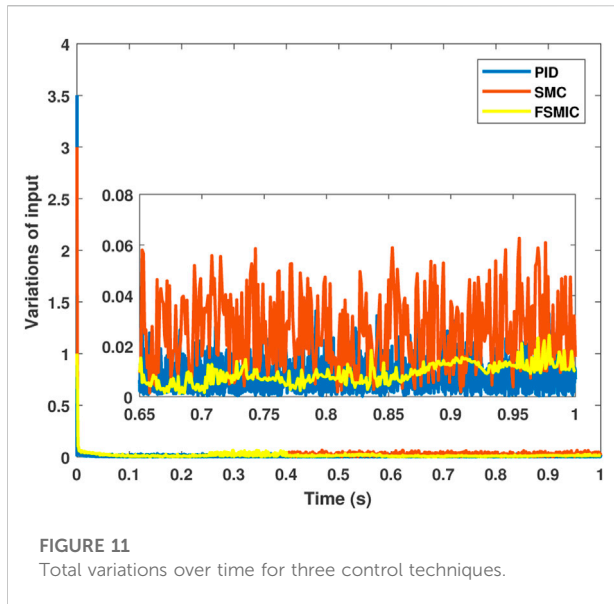 4
3.5
3
2.5
2
1.5
1
0.5
0
Variations of input
PID
SMC
FSMIC
0.08
0.06
0.04
0.02
0
0.65 0.7 0.75 0.8 0.85 0.9 0.95 1
0 0.1 0.2 0.3 0.4 0.5 0.6 0.7 0.8 0.9 1
Time (s)
FIGURE 11
Total variations over time for three control techniques.